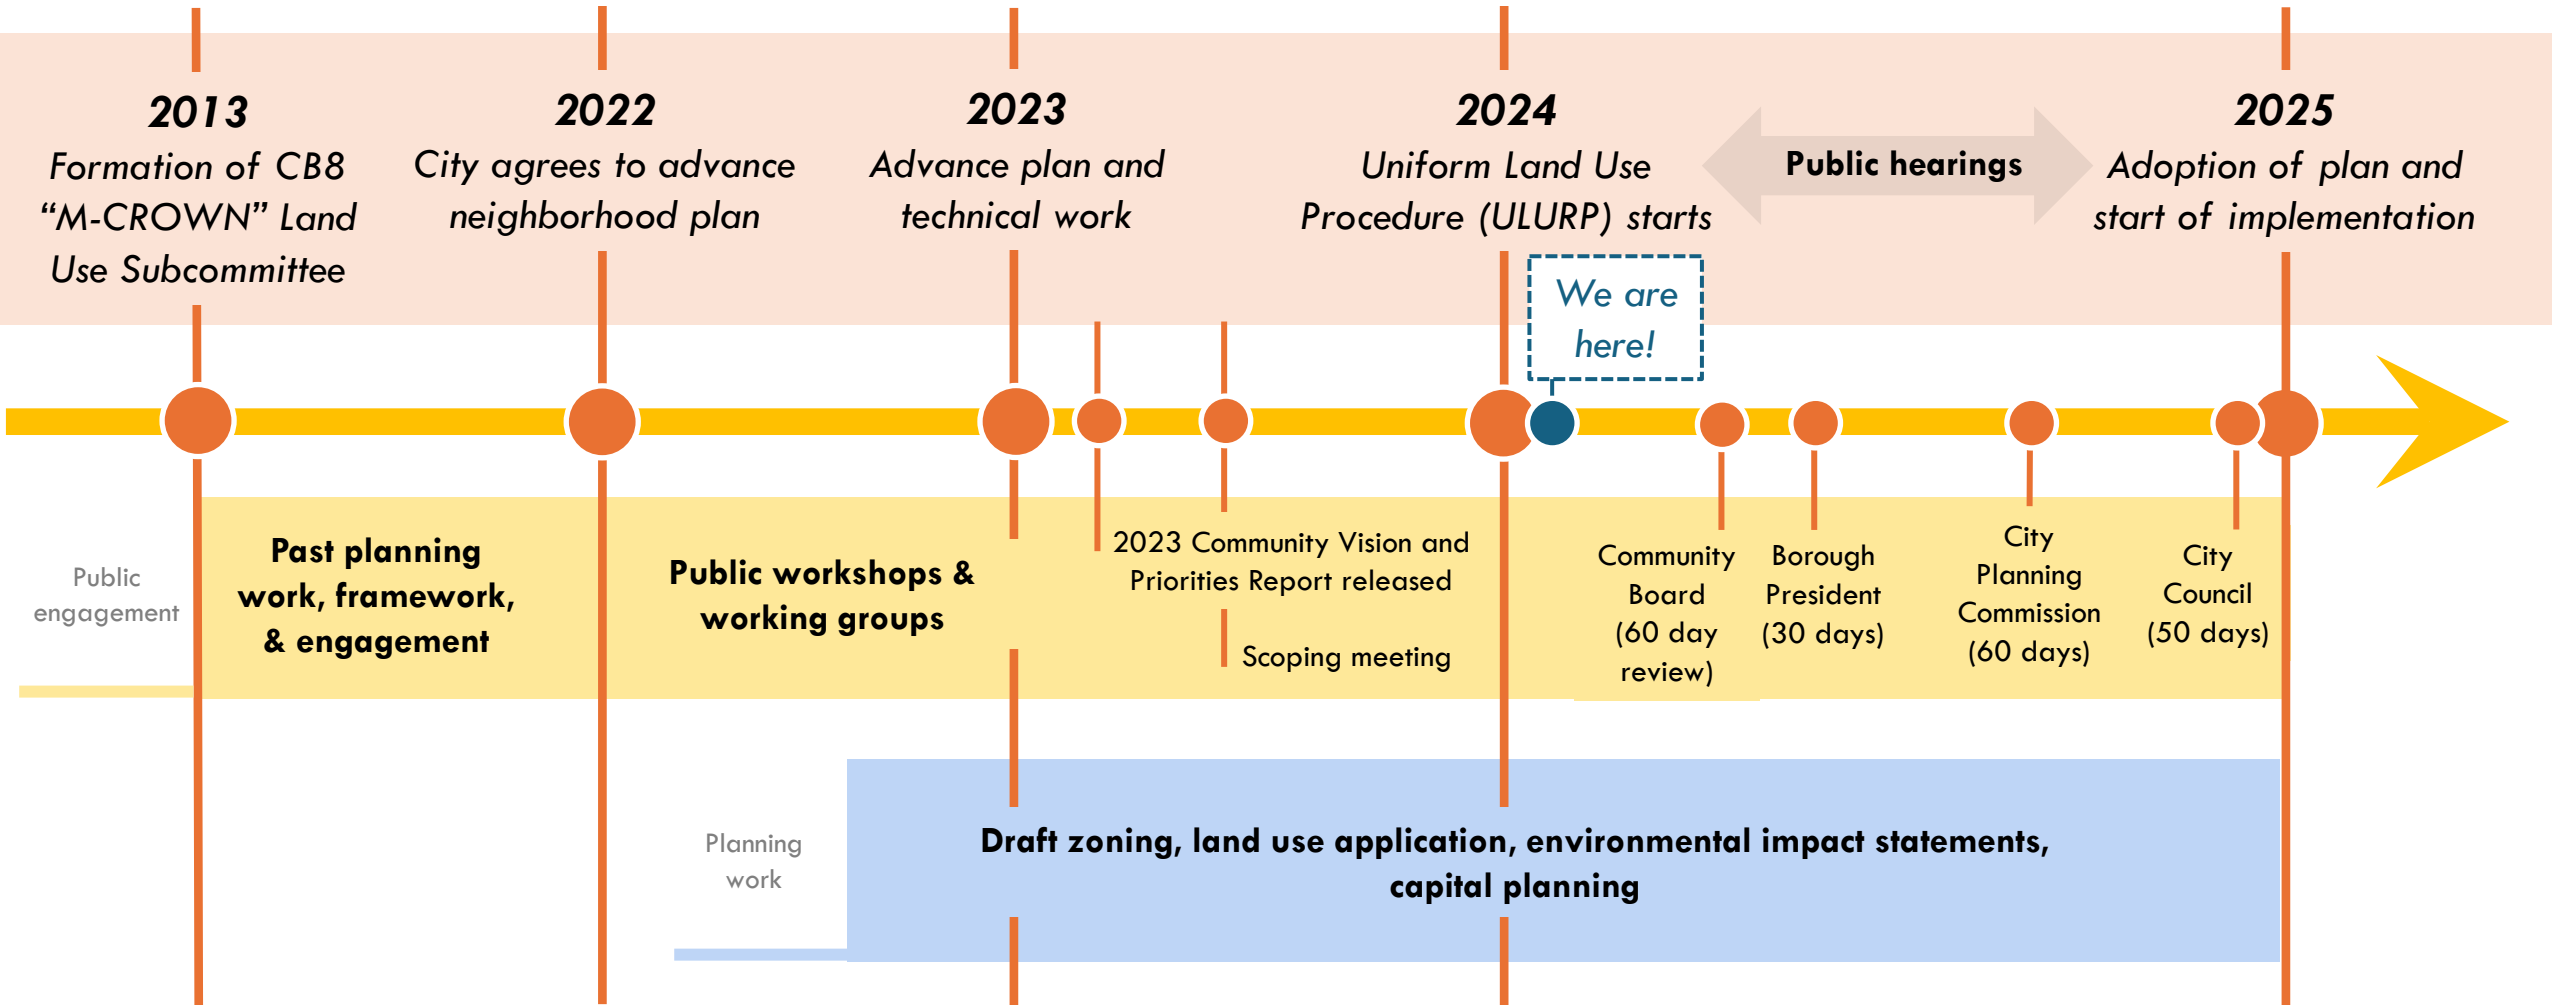 2013
Formation of CB8
“M-CROWN” Land
Use Subcommittee
2022
City agrees to advance
neighborhood plan
2023
Advance plan and
technical work
2024
Uniform Land Use
Procedure (ULURP) starts
Public hearings
2025
Adoption of plan and
start of implementation
We are
here!
Public
engagement
Past planning
work, framework,
& engagement
Public workshops &
working groups
2023 Community Vision and
Priorities Report released
Scoping meeting
Community
Board
(60 day
review)
Borough
President
(30 days)
City
Planning
Commission
(60 days)
City
Council
(50 days)
Planning
work
Draft zoning, land use application, environmental impact statements,
capital planning